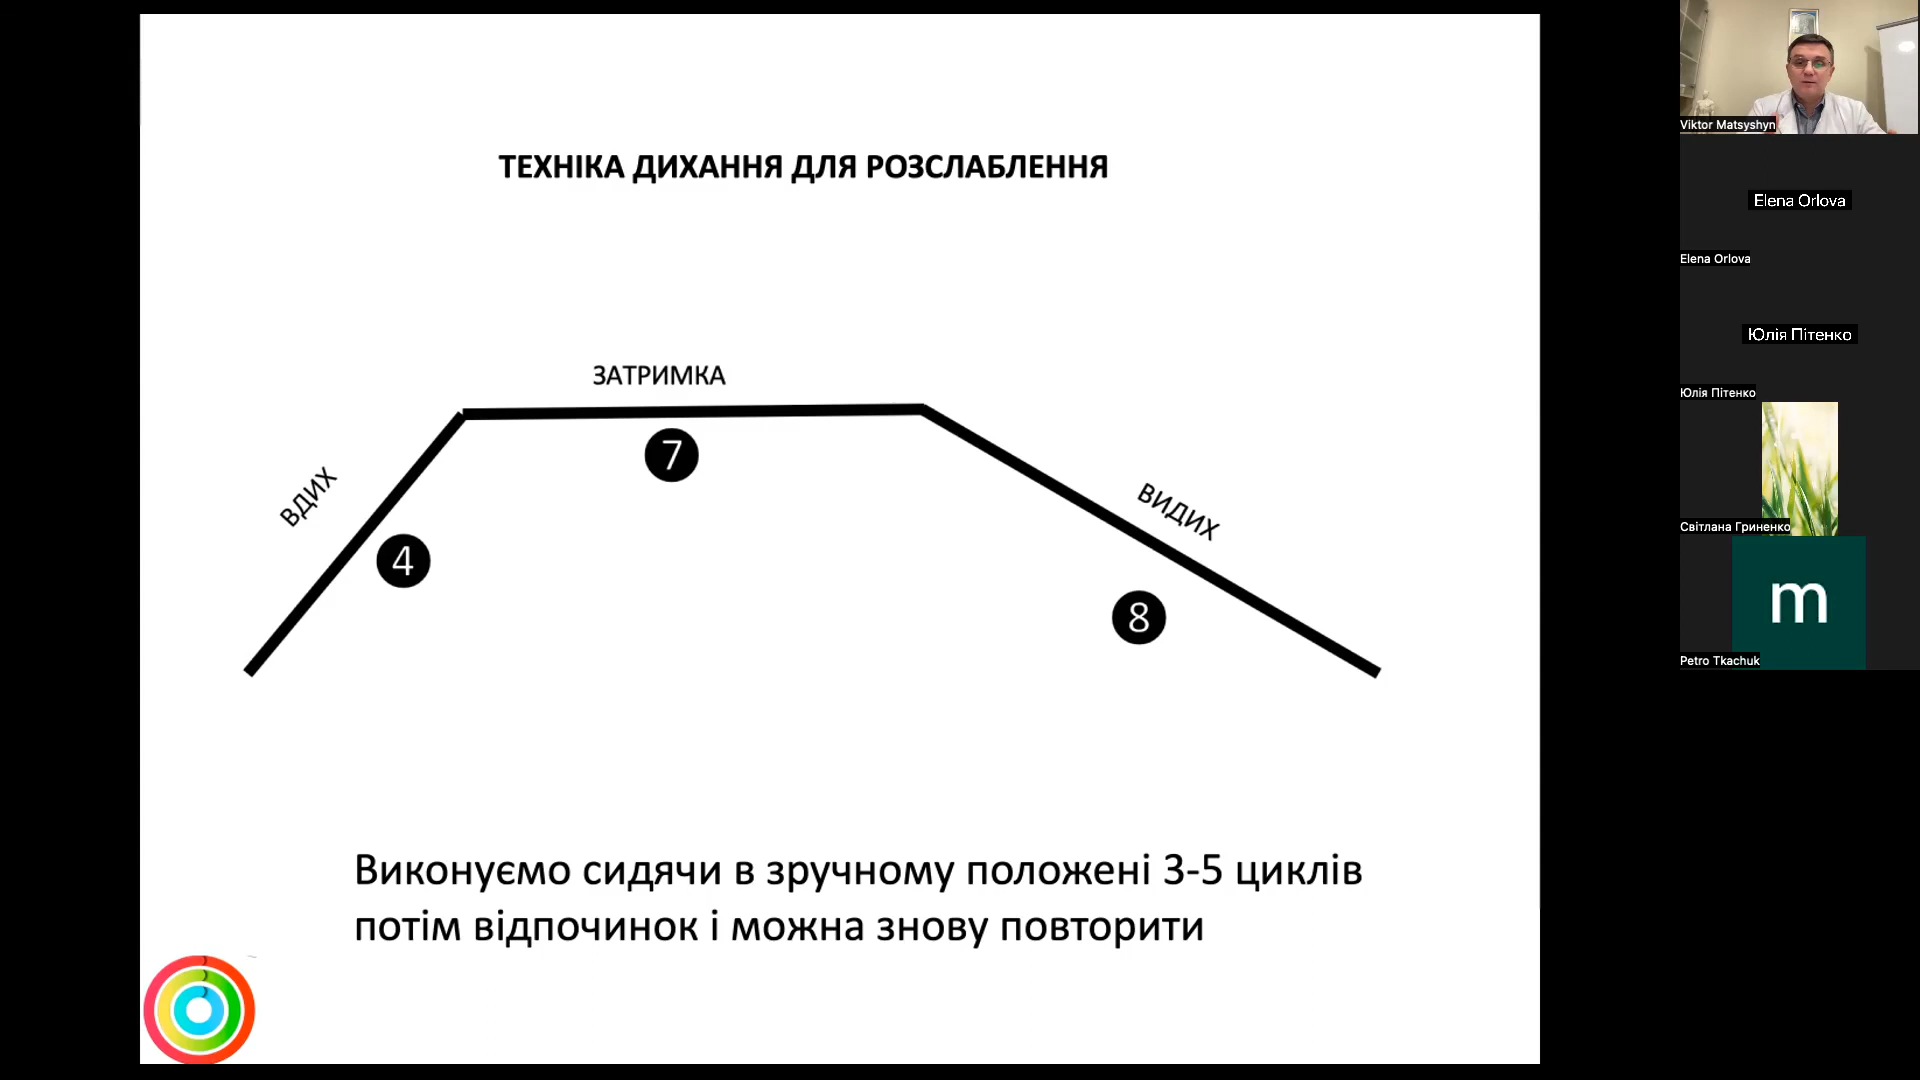 ТЕХНІКА ДИХАННЯ ДЛЯ РОЗСЛАБЛЕННЯ
ЗАТРИМКА
7
ВДИХ
4
ВИДИХ
8
Виконуємо сидячи в зручному положені 3-5 циклів
потім відпочинок і можна знову повторити
Viktor Matsyshyn
Elena Orlova
Elena Orlova
Юлія Пітенко
Юлія Пітенко
Світлана Гриненко
m
Petro Tkachuk